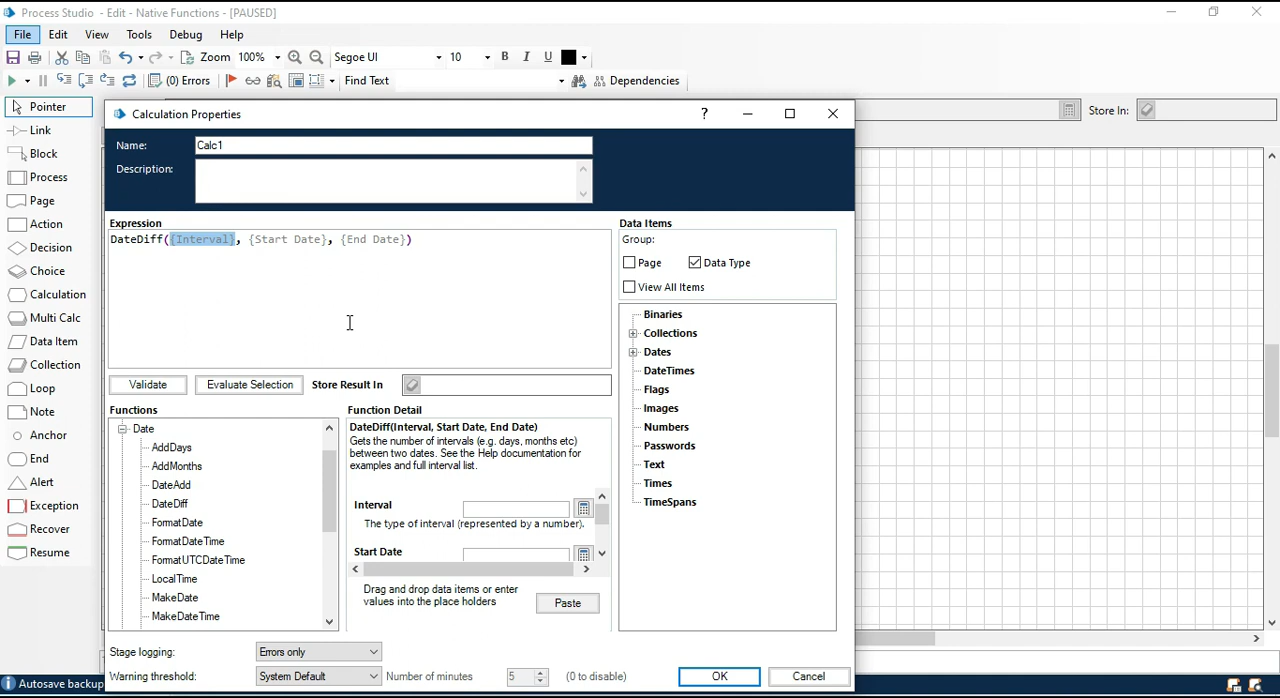 Process Studio - Edit - Native Functions - [PAUSED]
File Edit View Tools Debug Help
Zoom 100% Segoe UI 10 B I U
(0) Errors Find Text Dependencies
Pointer
Link
Block
Process
Page
Action
Decision
Choice
Calculation
Multi Calc
Data Item
Collection
Loop
Note
Anchor
End
Alert
Exception
Recover
Resume
Store In:
Calculation Properties ?
Name: Calc1
Description:
Expression
DateDiff({Interval}, {Start Date}, {End Date})
Validate Evaluate Selection Store Result In
Functions
Date
AddDays
AddMonths
DateAdd
DateDiff
FormatDate
FormatDateTime
FormatUTCDateTime
LocalTime
MakeDate
MakeDateTime
Function Detail
DateDiff(Interval, Start Date, End Date)
Gets the number of intervals (e.g. days, months etc)
between two dates. See the Help documentation for
examples and full interval list.
Interval
The type of interval (represented by a number).
Start Date
Drag and drop data items or enter
values into the place holders
Paste
Data Items
Group:
Page Data Type
View All Items
Binaries
Collections
Dates
DateTimes
Flags
Images
Numbers
Passwords
Text
Times
TimeSpans
Stage logging: Errors only
Warning threshold: System Default Number of minutes 5 (0 to disable)
OK Cancel
Autosave backup